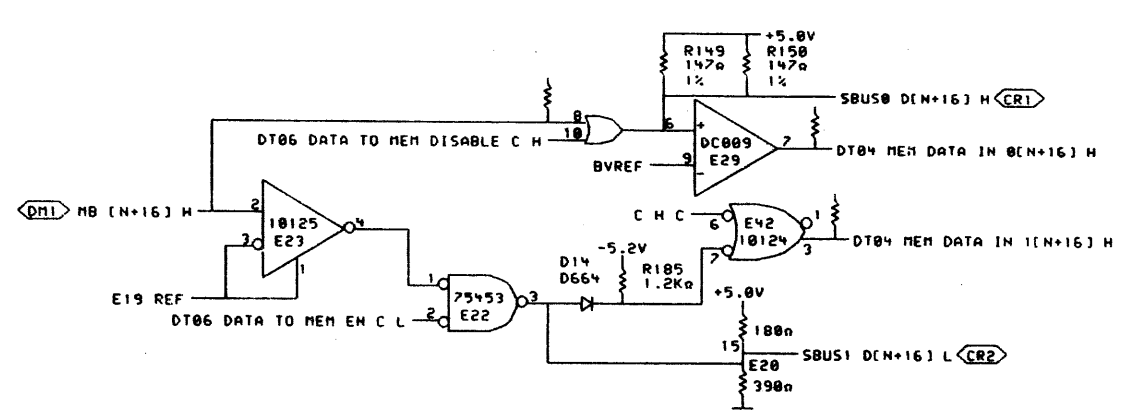 +5.0V
R149 R150
147Ω 147Ω
1% 1%
SBUS0 D[N+16] H CR1
8
10
DT06 DATA TO MEM DISABLE C H
6
+
DC009
E29
7
DT04 MEM DATA IN 0[N+16] H
BVREF
9
-
DM1 MB [N+16] H
2
10125
E23
4
3
1
E19 REF
C H C
6
E42
10124
1
3
7
DT04 MEM DATA IN 1[N+16] H
-5.2V
D14
D664
R185
1.2KΩ
1
75453
E22
3
2
DT06 DATA TO MEM EN C L
+5.0V
180Ω
15
SBUS1 D[N+16] L CR2
E20
390Ω